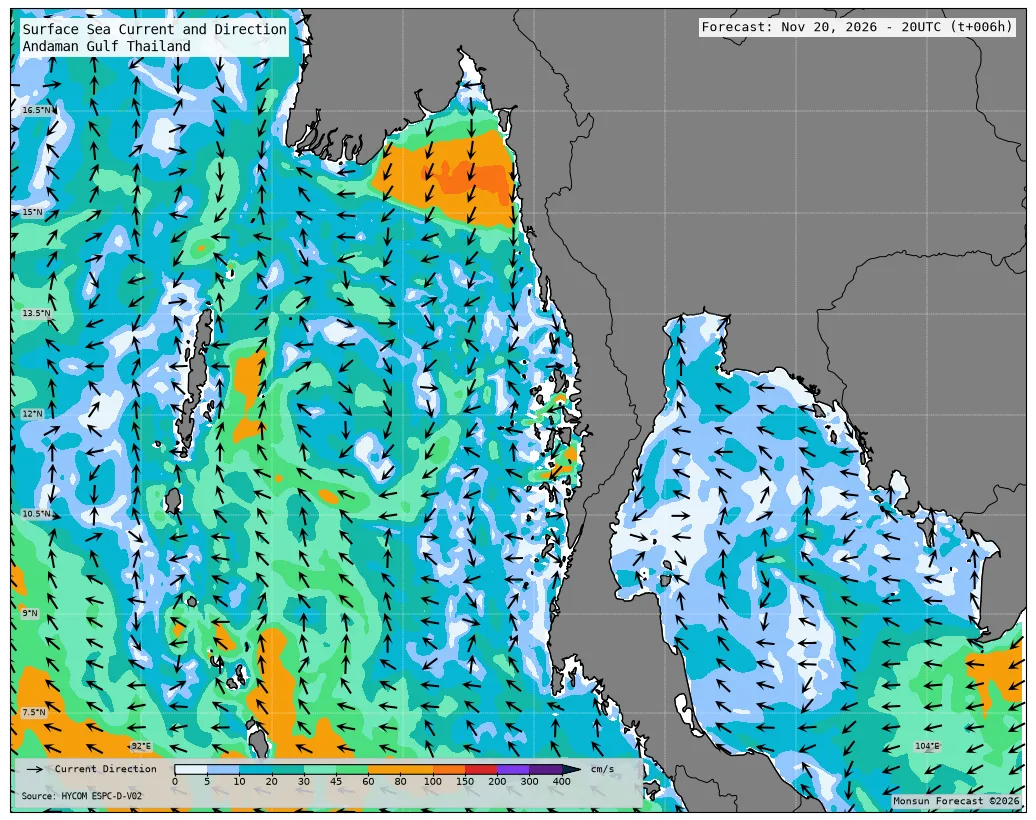 Surface Sea Current and Direction
Andaman Gulf Thailand
Forecast: Nov 20, 2026 - 20UTC (t+006h)
16.5°N
15°N
13.5°N
12°N
10.5°N
9°N
7.5°N
92°E
104°E
Current Direction
0 5 10 20 30 45 60 80 100 150 200 300 400 cm/s
Source: HYCOM ESPC-D-V02
Monsun Forecast ©2026